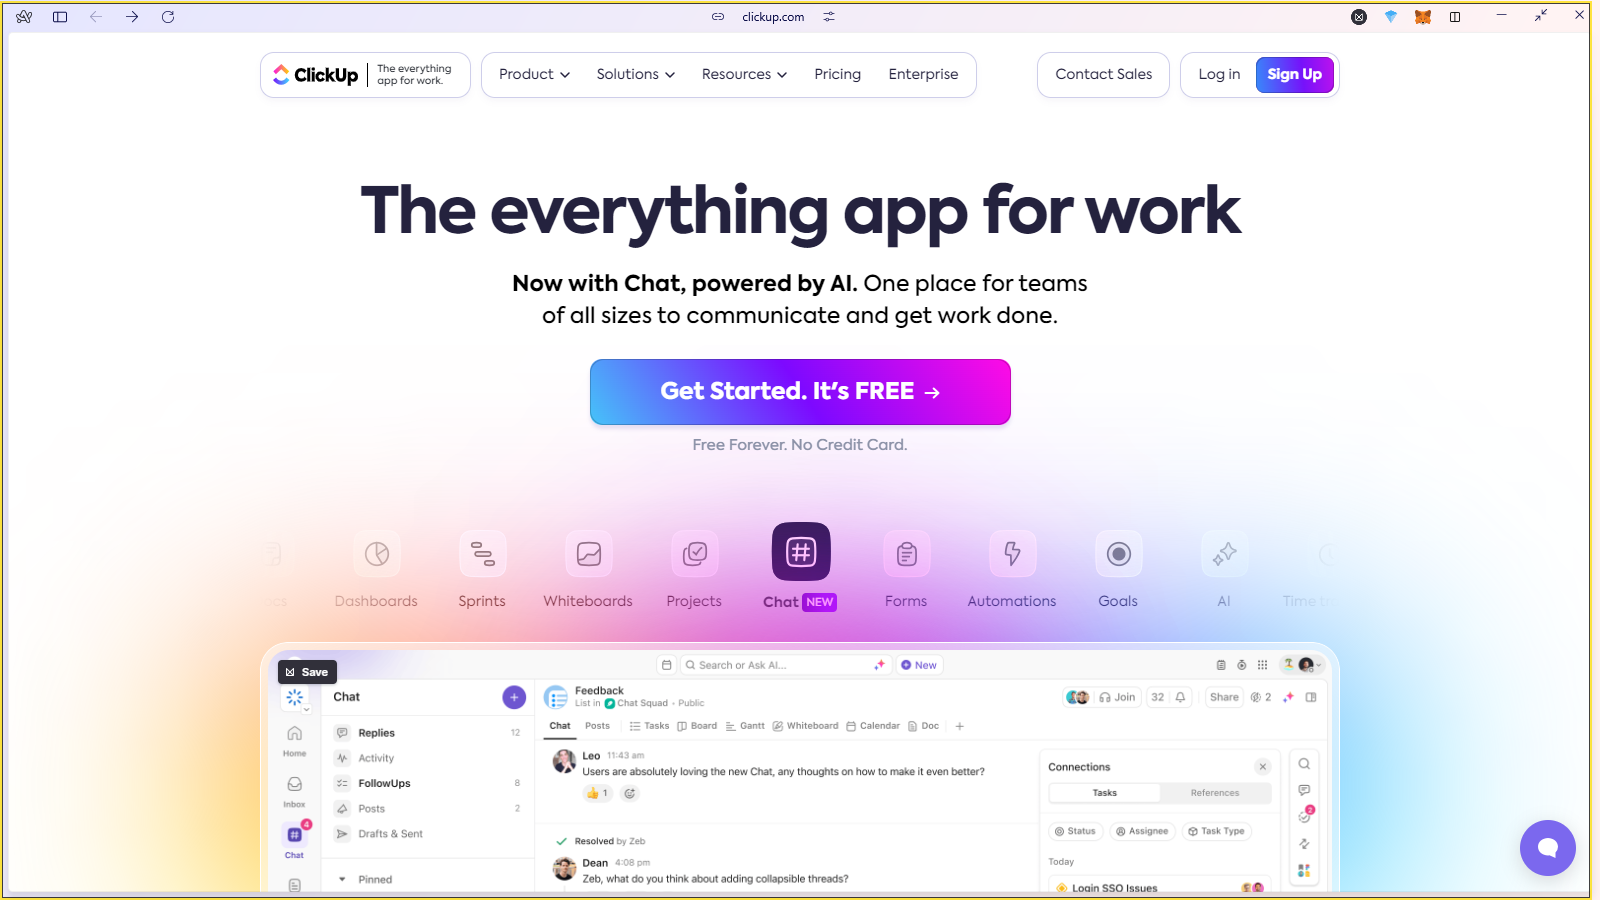 clickup.com
ClickUp
The everything
app for work.
Product
Solutions
Resources
Pricing
Enterprise
Contact Sales
Log in
Sign Up
The everything app for work
Now with Chat, powered by AI. One place for teams
of all sizes to communicate and get work done.
Get Started. It's FREE →
Free Forever. No Credit Card.
Dashboards
Sprints
Whiteboards
Projects
Chat NEW
Forms
Automations
Goals
AI
Save
Search or Ask AI...
New
Chat
Feedback
List in Chat Squad • Public
Join
32
Share
2
Chat
Posts
Tasks
Board
Gantt
Whiteboard
Calendar
Doc
Home
Inbox
4
Chat
Replies 12
Activity
FollowUps 8
Posts 2
Drafts & Sent
Pinned
Leo 11:43 am
Users are absolutely loving the new Chat, any thoughts on how to make it even better?
1
Resolved by Zeb
Dean 4:08 pm
Zeb, what do you think about adding collapsible threads?
Connections
Tasks
References
Status
Assignee
Task Type
Today
Login SSO Issues
2